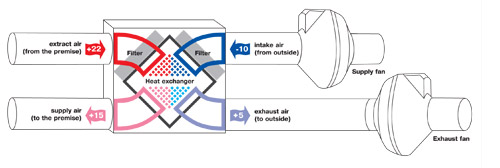 extract air
(from the premise)
+22
Filter
Filter
-10
intake air
(from outside)
Supply fan
Heat exchanger
supply air
(to the premise)
+15
+5
exhaust air
(to outside)
Exhaust fan